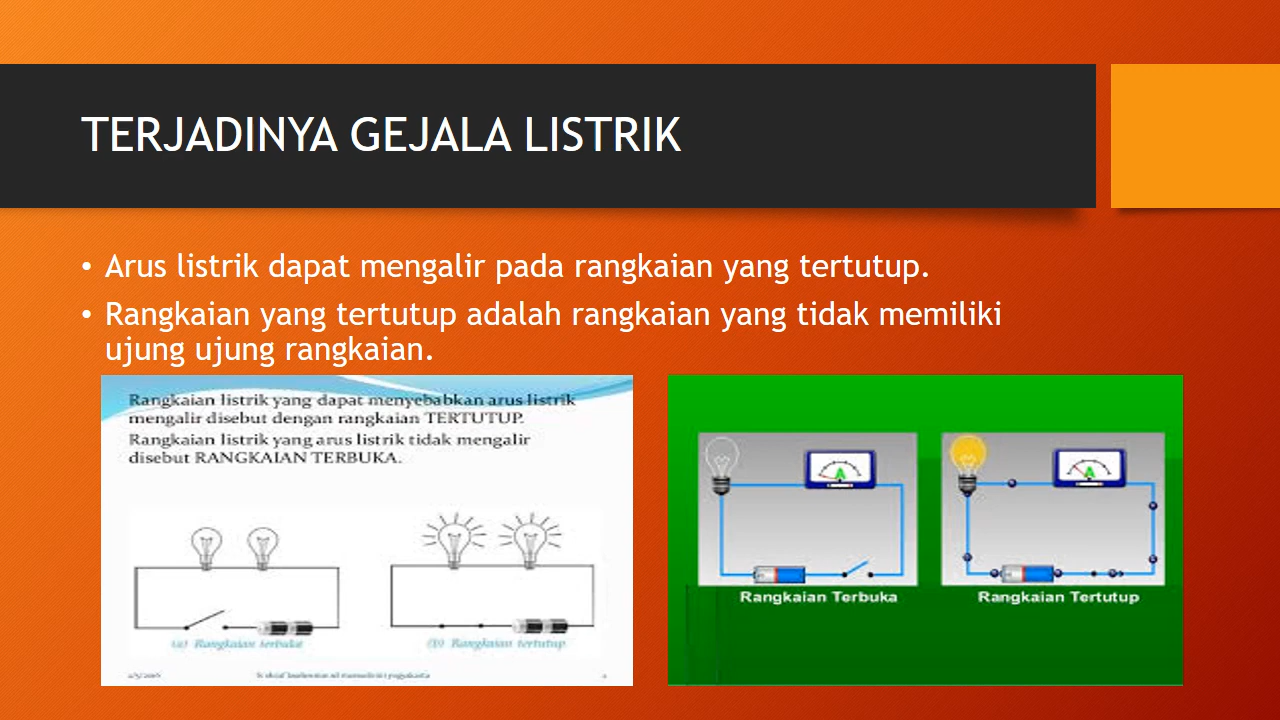 TERJADINYA GEJALA LISTRIK
• Arus listrik dapat mengalir pada rangkaian yang tertutup.
• Rangkaian yang tertutup adalah rangkaian yang tidak memiliki
ujung ujung rangkaian.
Rangkaian listrik yang dapat menyebabkan arus listrik
mengalir disebut dengan rangkaian TERTUTUP.
Rangkaian listrik yang arus listrik tidak mengalir
disebut RANGKAIAN TERBUKA.
(a) Rangkaian terbuka
(b) Rangkaian tertutup
A
A
Rangkaian Terbuka
Rangkaian Tertutup